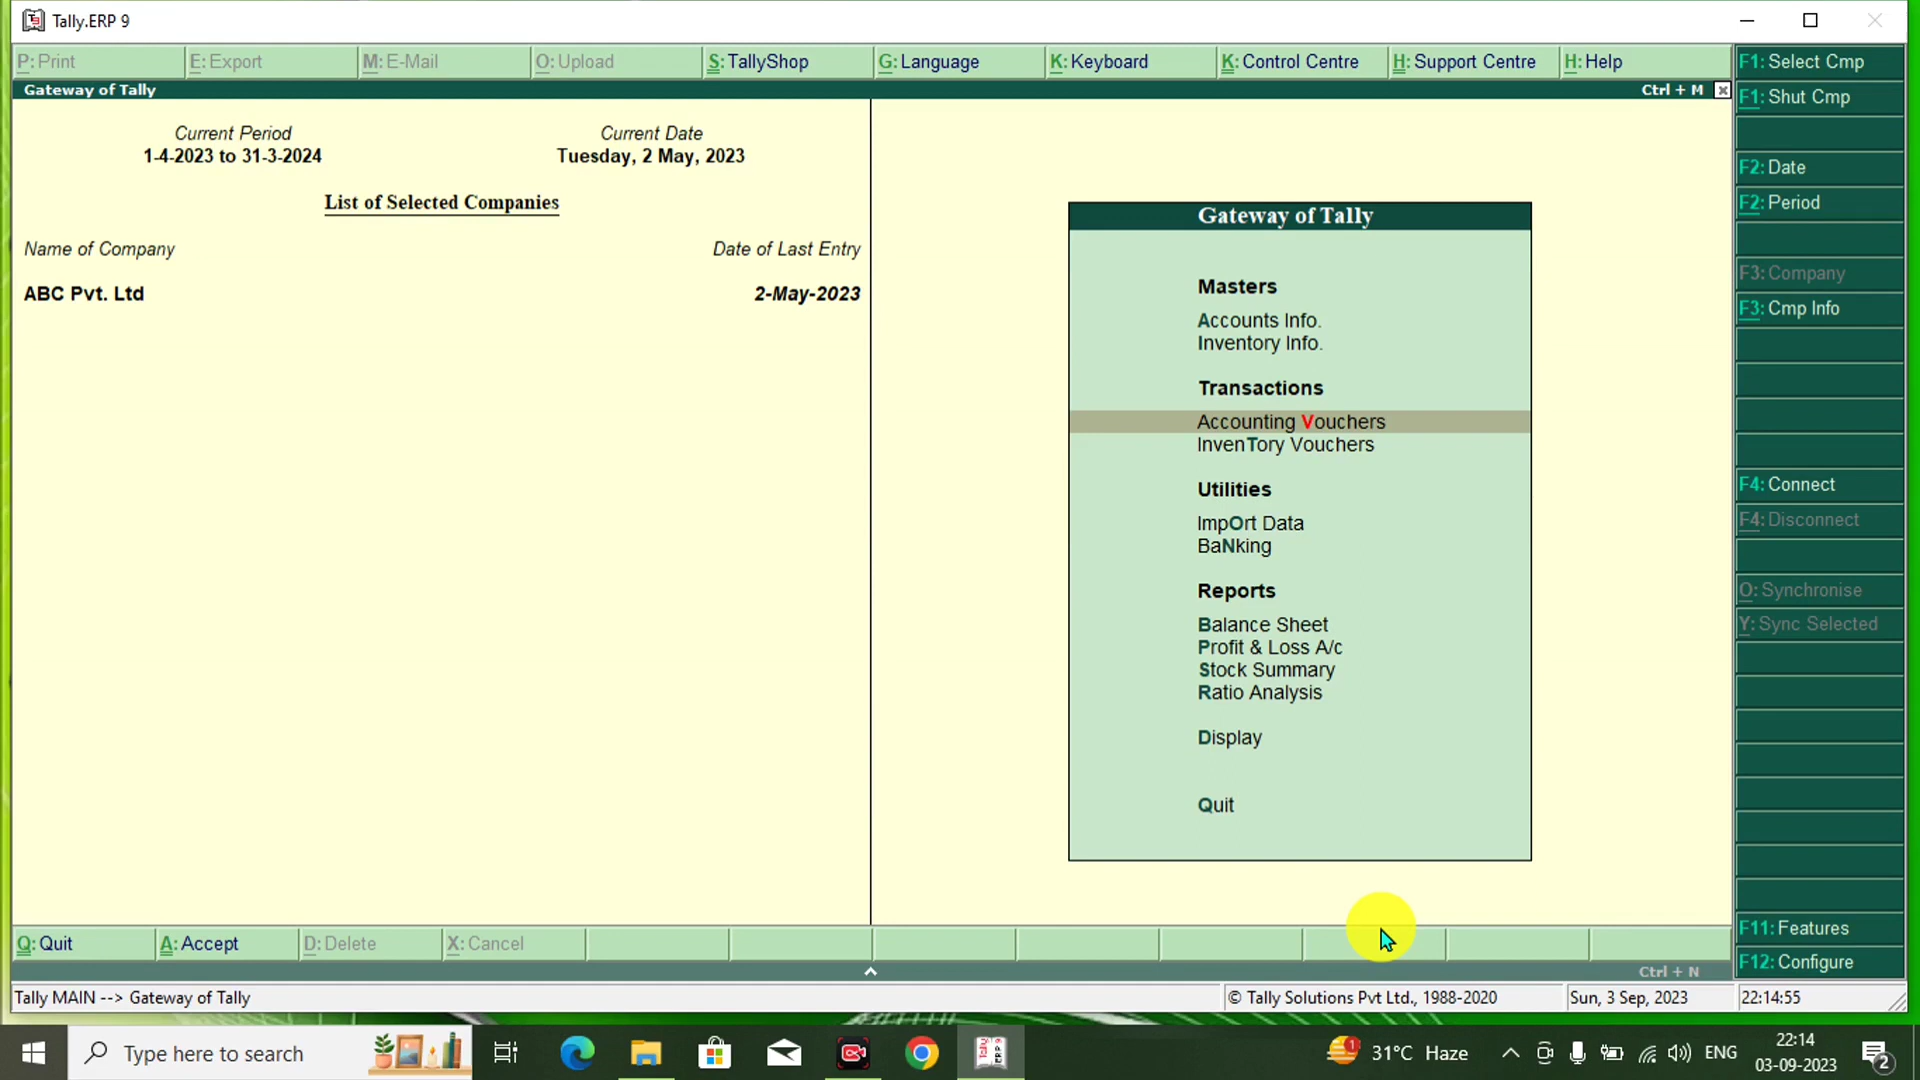 Tally.ERP 9
P: Print E: Export M: E-Mail O: Upload S: TallyShop G: Language K: Keyboard K: Control Centre H: Support Centre H: Help
Gateway of Tally Ctrl + M
Current Period Current Date
1-4-2023 to 31-3-2024 Tuesday, 2 May, 2023
List of Selected Companies
Name of Company Date of Last Entry
ABC Pvt. Ltd 2-May-2023
Gateway of Tally
Masters
Accounts Info.
Inventory Info.
Transactions
Accounting Vouchers
InvenTory Vouchers
Utilities
ImpOrt Data
BaNking
Reports
Balance Sheet
Profit & Loss A/c
Stock Summary
Ratio Analysis
Display
Quit
F1: Select Cmp
F1: Shut Cmp
F2: Date
F2: Period
F3: Company
F3: Cmp Info
F4: Connect
F4: Disconnect
O: Synchronise
Y: Sync Selected
F11: Features
F12: Configure
Q: Quit A: Accept D: Delete X: Cancel
Ctrl + N
Tally MAIN --> Gateway of Tally © Tally Solutions Pvt Ltd., 1988-2020 Sun, 3 Sep, 2023 22:14:55
Type here to search
1 31°C Haze ENG 22:14
03-09-2023 2